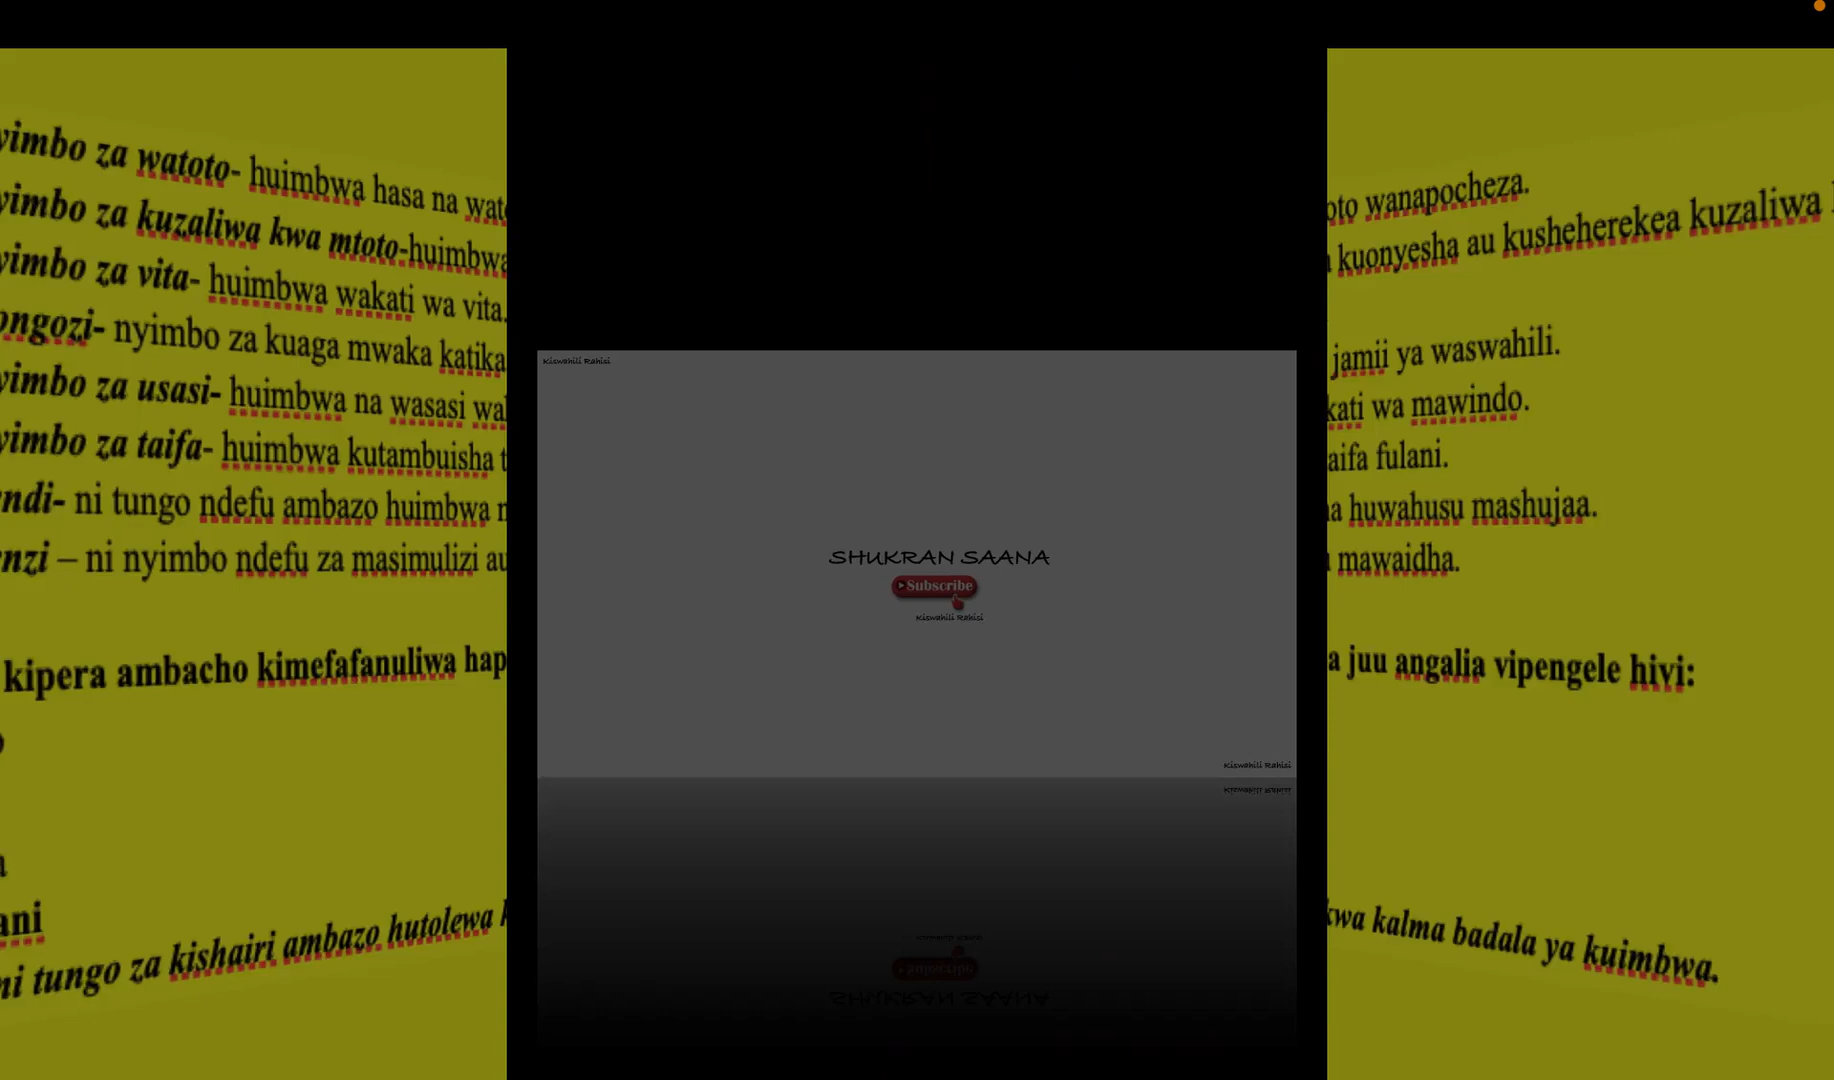 yimbo za watoto- huimbwa hasa na wato
yimbo za kuzaliwa kwa mtoto-huimbwa
yimbo za vita- huimbwa wakati wa vita.
ongozi- nyimbo za kuaga mwaka katika
yimbo za usasi- huimbwa na wasasi wak
yimbo za taifa- huimbwa kutambuisha t
ndi- ni tungo ndefu ambazo huimbwa n
nzi – ni nyimbo ndefu za masimulizi au
kipera ambacho kimefafanuliwa hap
a
ani
ni tungo za kishairi ambazo hutolewa k
Kiswahili Rahisi
SHUKRAN SAANA
Subscribe
Kiswahili Rahisi
Kiswahili Rahisi
oto wanapocheza.
kuonyesha au kusheherekea kuzaliwa
jamii ya waswahili.
kati wa mawindo.
aifa fulani.
na huwahusu mashujaa.
mawaidha.
a juu angalia vipengele hivi:
kwa kalma badala ya kuimbwa.